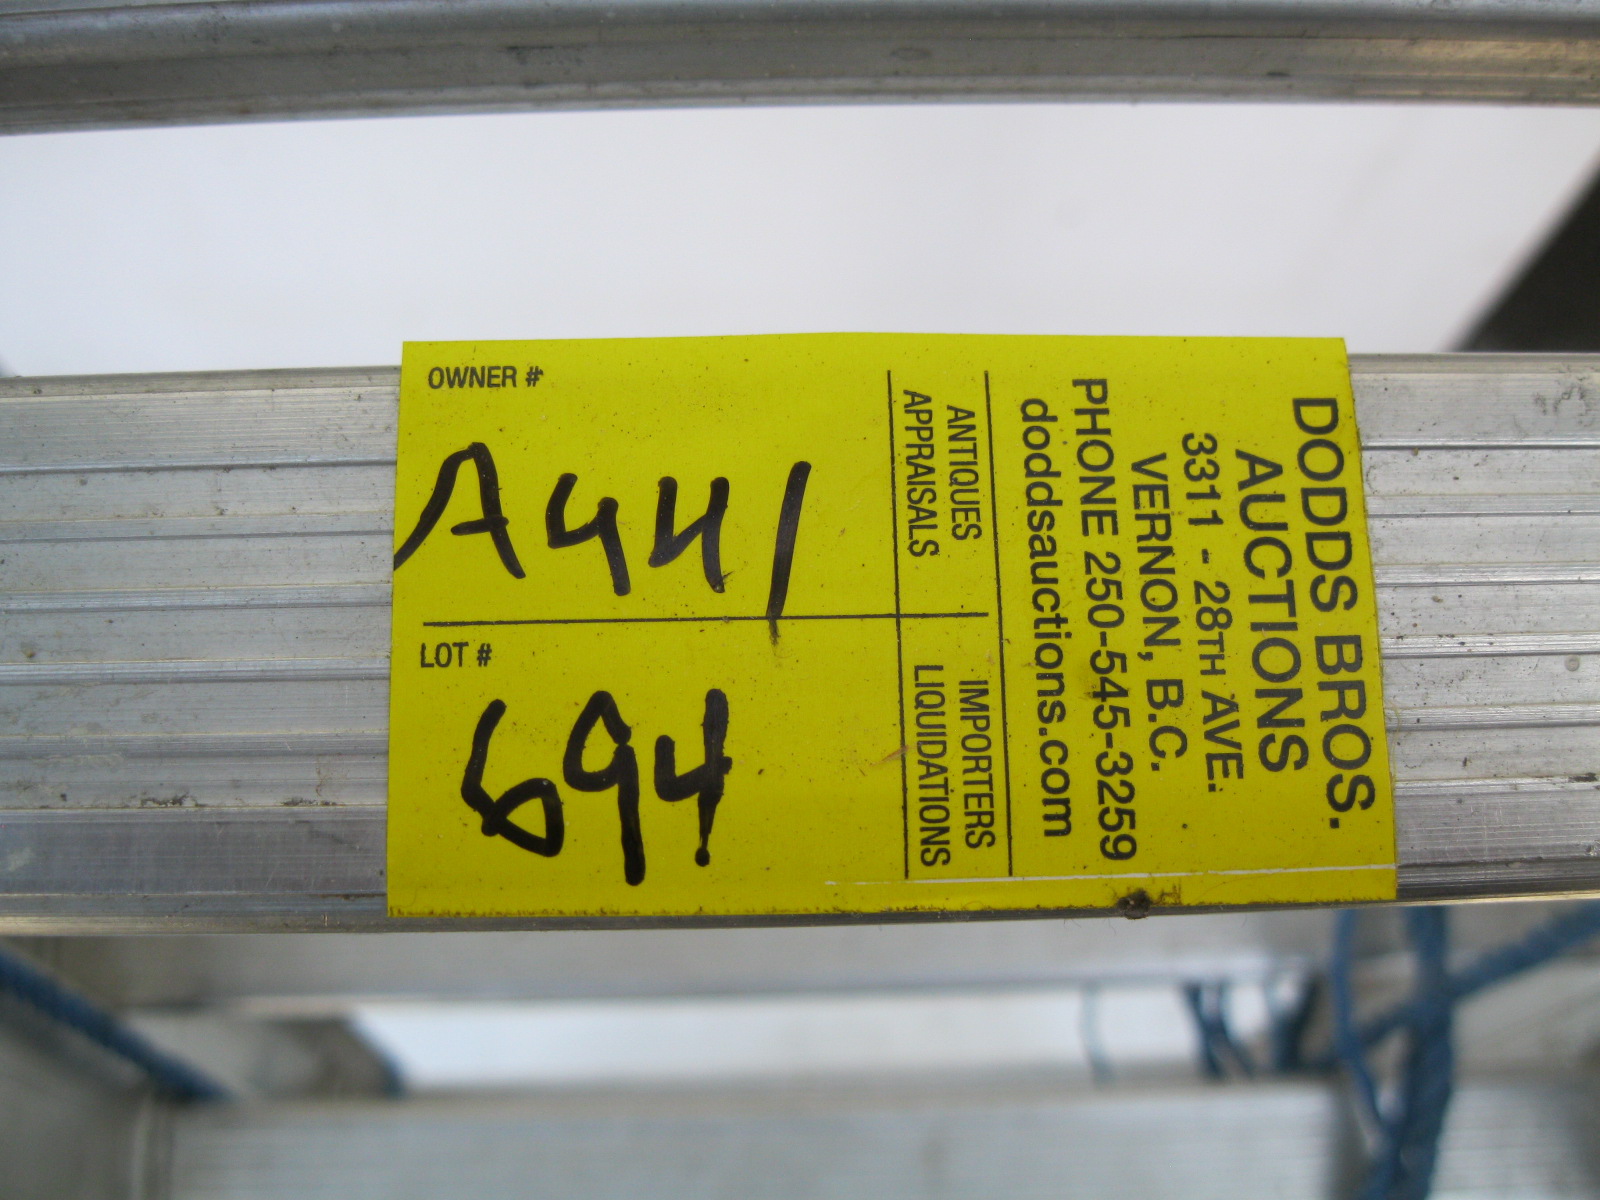 OWNER #
A441
LOT #
694
DODDS BROS.
AUCTIONS
3311 - 28TH AVE.
VERNON, B.C.
PHONE 250-545-3259
doddsauctions.com
ANTIQUES IMPORTERS
APPRAISALS LIQUIDATIONS